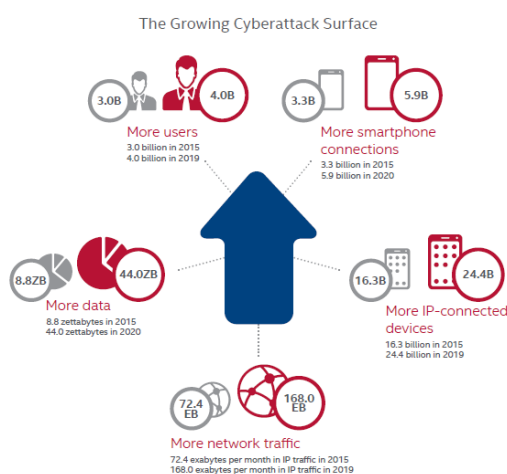 The Growing Cyberattack Surface
3.0B
4.0B
More users
3.0 billion in 2015
4.0 billion in 2019
3.3B
5.9B
More smartphone
connections
3.3 billion in 2015
5.9 billion in 2020
8.8ZB
44.0ZB
More data
8.8 zettabytes in 2015
44.0 zettabytes in 2020
16.3B
24.4B
More IP-connected
devices
16.3 billion in 2015
24.4 billion in 2019
72.4
EB
168.0
EB
More network traffic
72.4 exabytes per month in IP traffic in 2015
168.0 exabytes per month in IP traffic in 2019